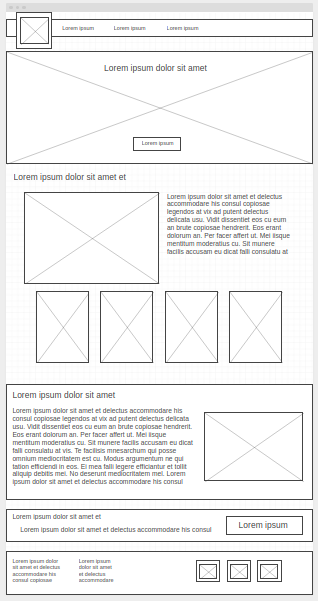 Lorem ipsum
Lorem ipsum
Lorem ipsum
Lorem ipsum dolor sit amet
Lorem ipsum
Lorem ipsum dolor sit amet et
Lorem ipsum dolor sit amet et delectus
accommodare his consul copiosae
legendos at vix ad putent delectus
delicata usu. Vidit dissentiet eos cu eum
an brute copiosae hendrerit. Eos erant
dolorum an. Per facer affert ut. Mei iisque
mentitum moderatius cu. Sit munere
facilis accusam eu dicat falli consulatu at
Lorem ipsum dolor sit amet
Lorem ipsum dolor sit amet et delectus accommodare his
consul copiosae legendos at vix ad putent delectus delicata
usu. Vidit dissentiet eos cu eum an brute copiosae hendrerit.
Eos erant dolorum an. Per facer affert ut. Mei iisque
mentitum moderatius cu. Sit munere facilis accusam eu dicat
falli consulatu at vis. Te facilisis mnesarchum qui posse
omnium mediocritatem est cu. Modus argumentum ne qui
tation efficiendi in eos. Ei mea falli legere efficiantur et tollit
aliquip debitis mei. No deserunt mediocritatem mel. Lorem
ipsum dolor sit amet et delectus accommodare his consul
Lorem ipsum dolor sit amet et
Lorem ipsum dolor sit amet et delectus accommodare his consul
Lorem ipsum
Lorem ipsum dolor
sit amet et delectus
accommodare his
consul copiosae
Lorem ipsum
dolor sit amet
et delectus
accommodare